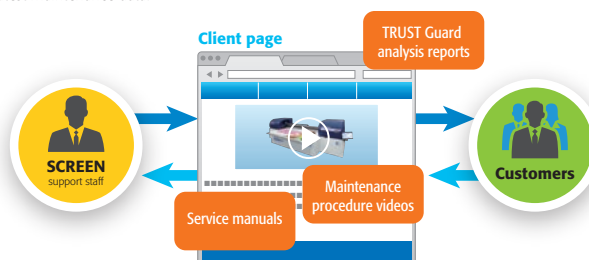 TRUST Guard
analysis reports
Client page
SCREEN
support staff
Customers
Maintenance
procedure videos
Service manuals